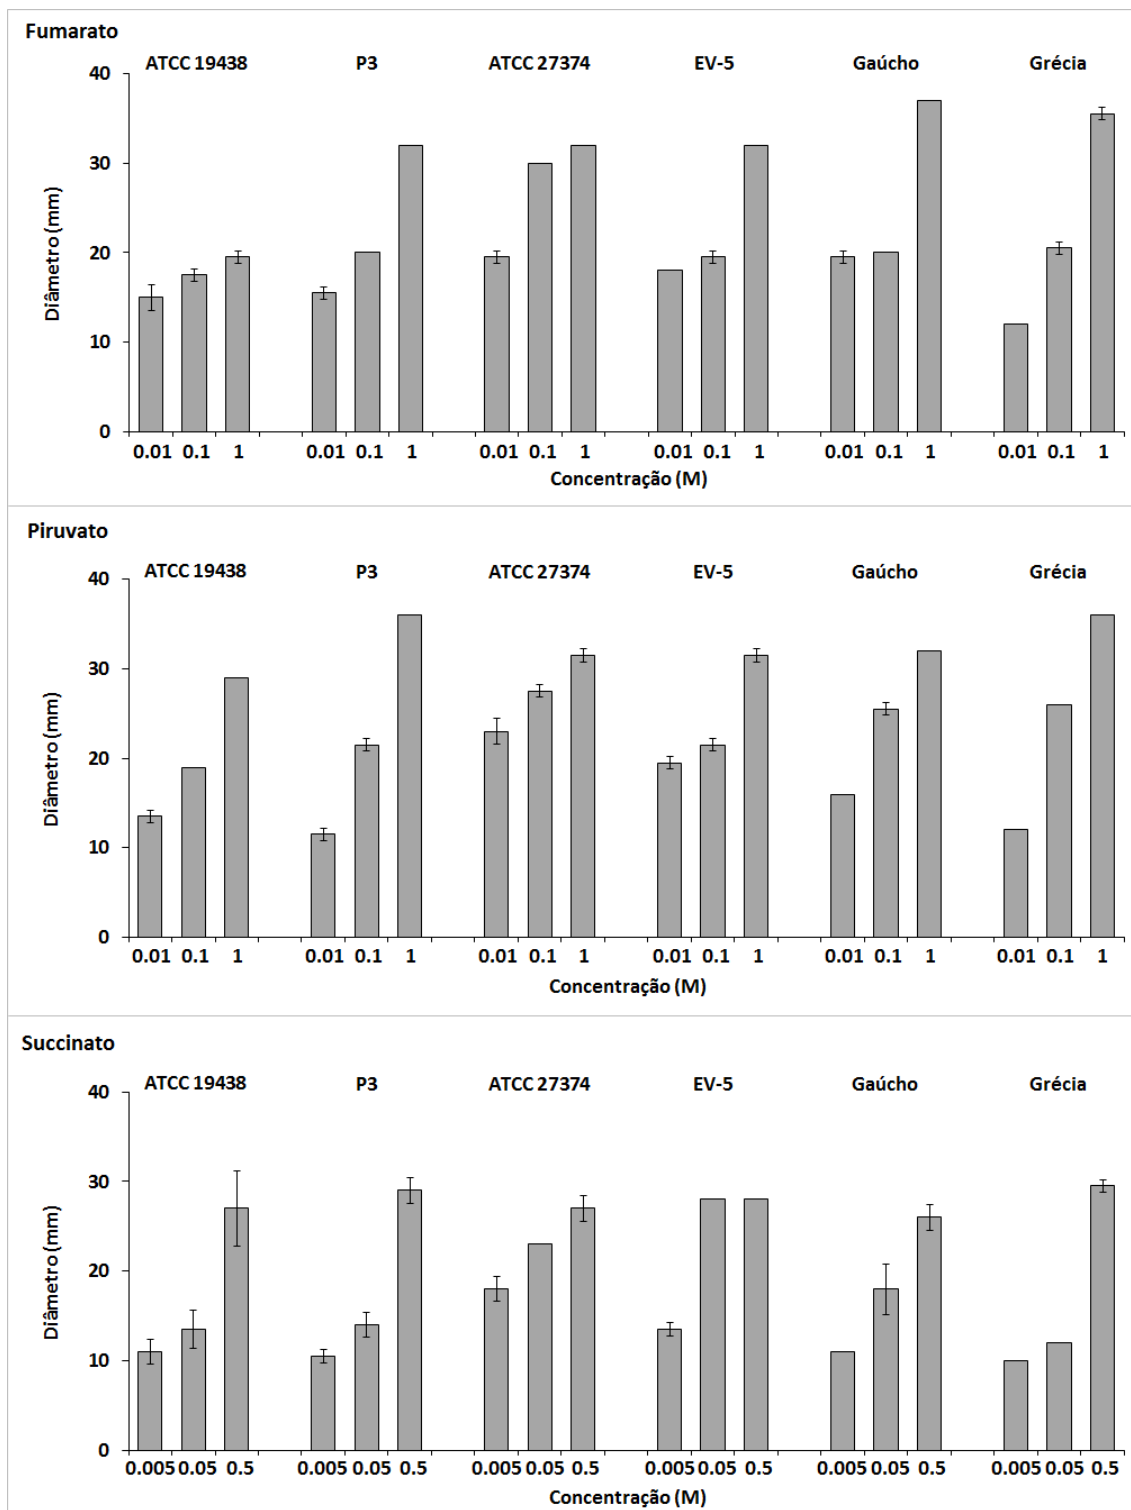 Fumarato
ATCC 19438 P3 ATCC 27374 EV-5 Gaúcho Grécia
40
30
20
10
0
Diâmetro (mm)
0.01 0.1 1 0.01 0.1 1 0.01 0.1 1 0.01 0.1 1 0.01 0.1 1 0.01 0.1 1
Concentração (M)
Piruvato
ATCC 19438 P3 ATCC 27374 EV-5 Gaúcho Grécia
40
30
20
10
0
Diâmetro (mm)
0.01 0.1 1 0.01 0.1 1 0.01 0.1 1 0.01 0.1 1 0.01 0.1 1 0.01 0.1 1
Concentração (M)
Succinato
ATCC 19438 P3 ATCC 27374 EV-5 Gaúcho Grécia
40
30
20
10
0
Diâmetro (mm)
0.005 0.05 0.5 0.005 0.05 0.5 0.005 0.05 0.5 0.005 0.05 0.5 0.005 0.05 0.5 0.005 0.05 0.5
Concentração (M)